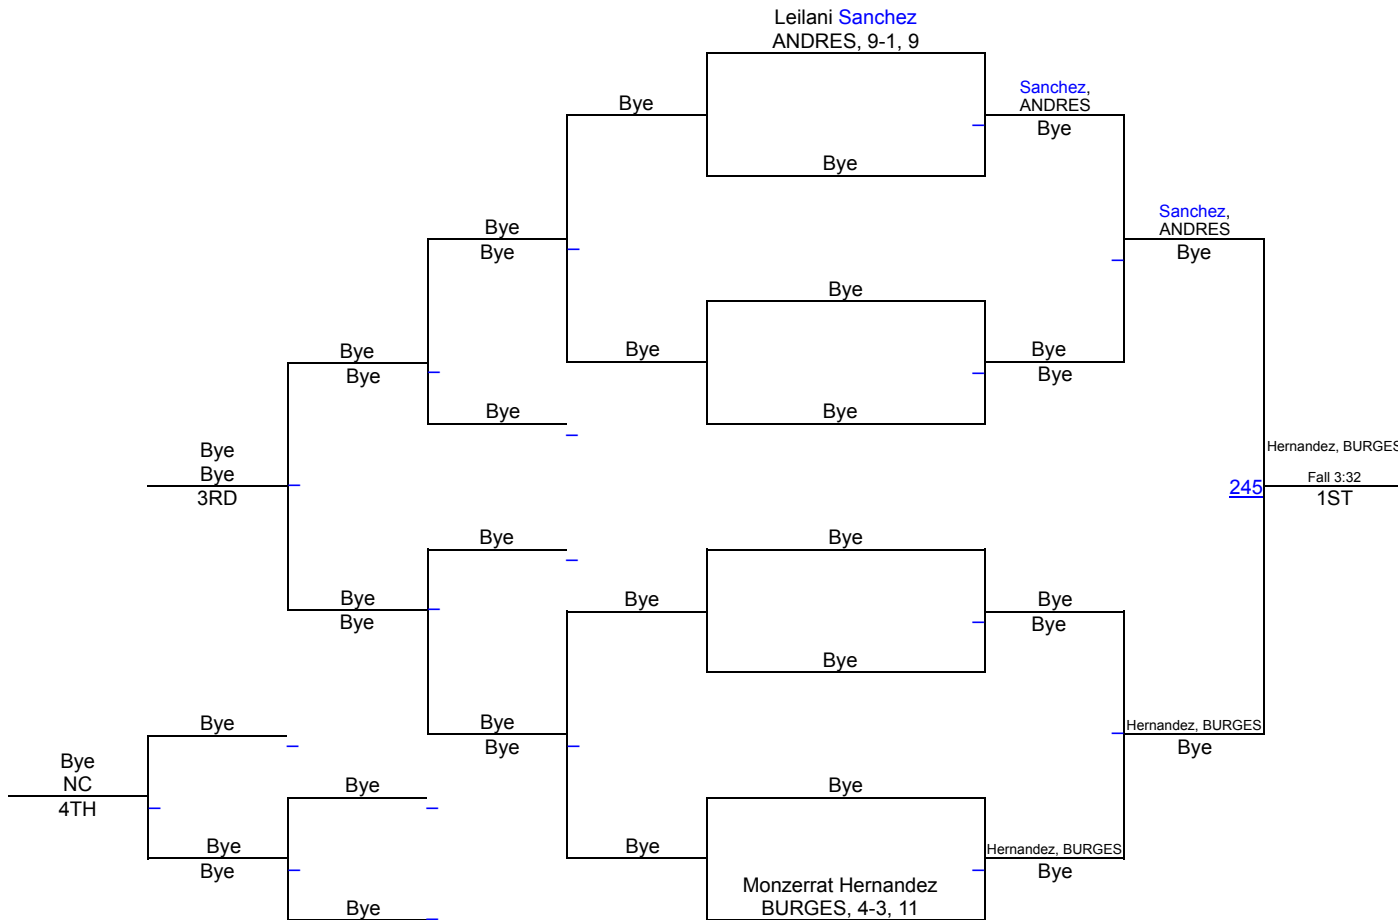 Leilani Sanchez
ANDRES, 9-1, 9
Sanchez,
ANDRES
Bye
Bye
Bye
Sanchez,
ANDRES
Bye
Bye
Bye
Bye
Bye
Bye
Bye
Bye
Bye
Bye
Bye
Bye
Hernandez, BURGES
Bye
Bye
3RD
Fall 3:32
245
1ST
Bye
Bye
Bye
Bye
Bye
Bye
Bye
Bye
Bye
Bye
Bye
Hernandez, BURGES
Bye
Bye
NC
4TH
Bye
Bye
Bye
Bye
Bye
Hernandez, BURGES
Bye
Monzerrat Hernandez
BURGES, 4-3, 11
Bye